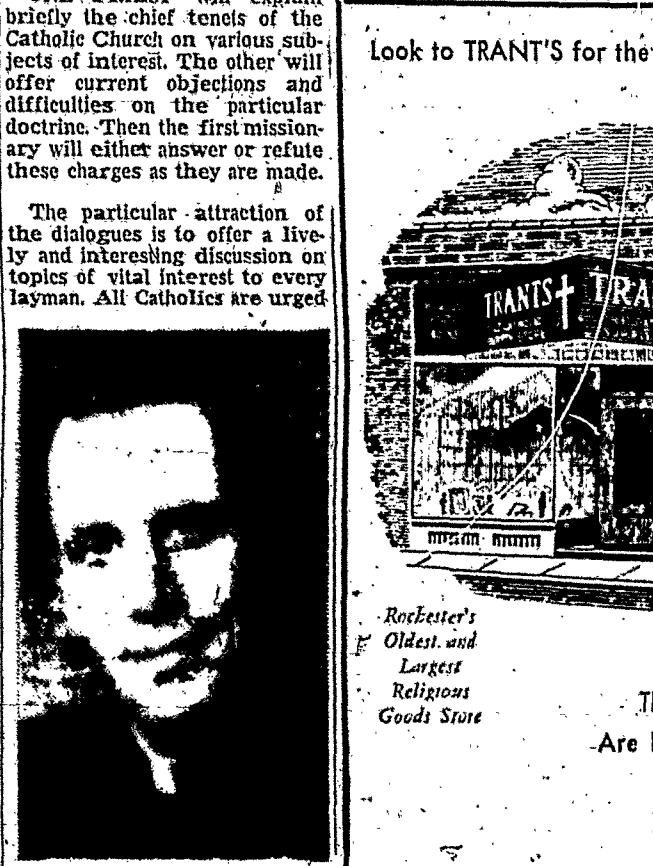 will explain
briefly the chief tenets of the
Catholic Church on various sub-
jects of interest. The other will
offer current objections and
difficulties on the particular
doctrine. Then the first mission-
ary will either answer or refute
these charges as they are made.
The particular attraction of
the dialogues is to offer a live-
ly and interesting discussion on
topics of vital interest to every
layman. All Catholics are urged
Look to TRANT'S for the
TRANTS
TRA
Rochester's
Oldest and
Largest
Religious
Goods Store
Are